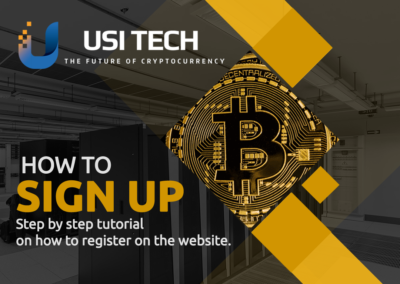 USI TECH
THE FUTURE OF CRYPTOCURRENCY
DECENTRALIZED
B
HOW TO
SIGN UP
Step by step tutorial
on how to register on the website.